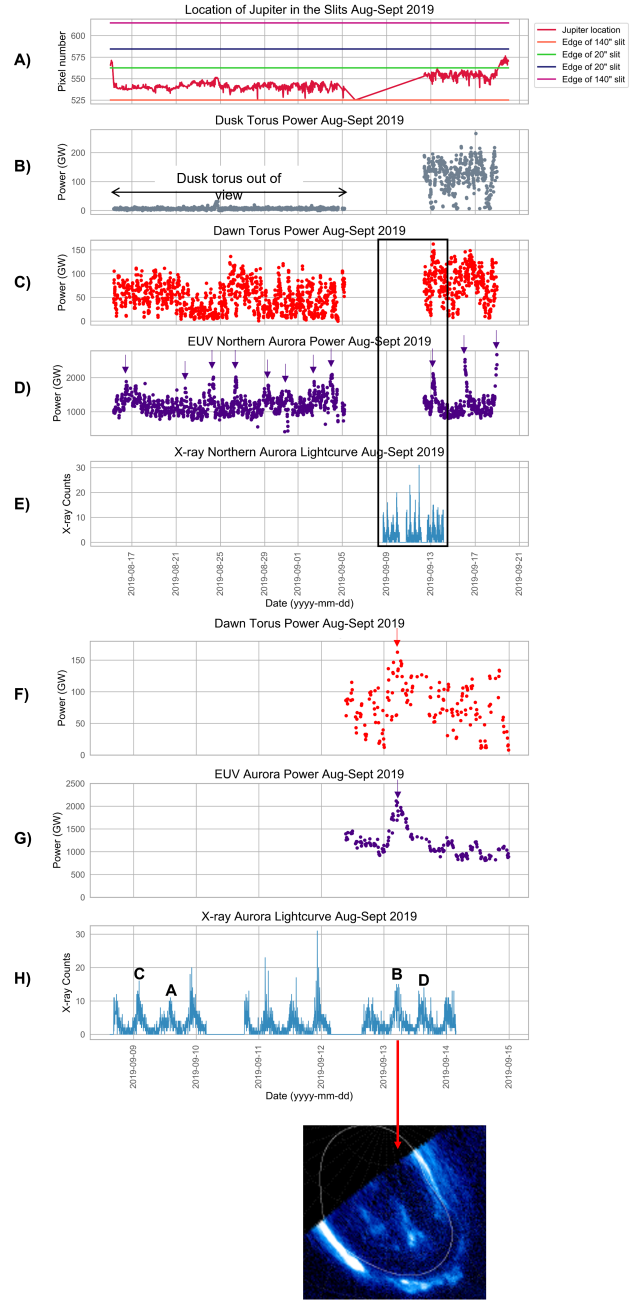 Location of Jupiter in the Slits Aug-Sept 2019
A)
Pixel number
600
575
550
525
Jupiter location
Edge of 140" slit
Edge of 20" slit
Edge of 20" slit
Edge of 140" slit
Dusk Torus Power Aug-Sept 2019
B)
Power (GW)
200
100
0
Dusk torus out of
view
Dawn Torus Power Aug-Sept 2019
C)
Power (GW)
150
100
50
0
EUV Northern Aurora Power Aug-Sept 2019
D)
Power (GW)
2000
1000
X-ray Northern Aurora Lightcurve Aug-Sept 2019
E)
X-ray Counts
30
20
10
0
2019-08-17
2019-08-21
2019-08-25
2019-08-29
2019-09-01
2019-09-05
2019-09-09
2019-09-13
2019-09-17
2019-09-21
Date (yyyy-mm-dd)
Dawn Torus Power Aug-Sept 2019
F)
Power (GW)
150
100
50
0
EUV Aurora Power Aug-Sept 2019
G)
Power (GW)
2500
2000
1500
1000
500
0
X-ray Aurora Lightcurve Aug-Sept 2019
H)
X-ray Counts
30
20
10
0
C
A
B
D
2019-09-09
2019-09-10
2019-09-11
2019-09-12
2019-09-13
2019-09-14
2019-09-15
Date (yyyy-mm-dd)